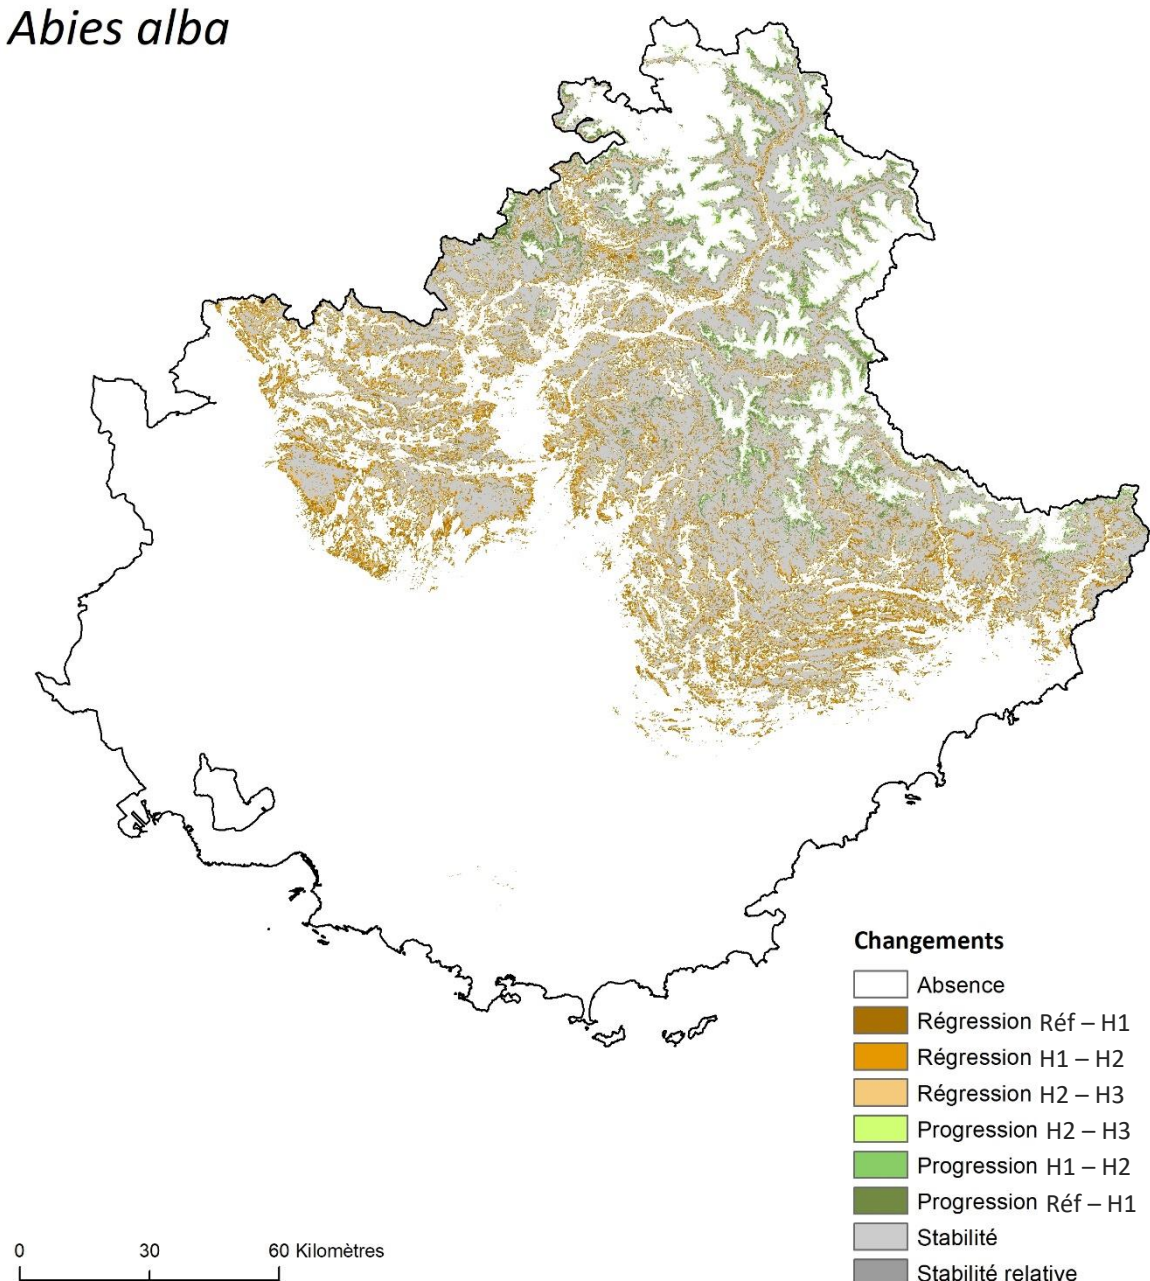 Abies alba
Changements
Absence
Régression Réf – H1
Régression H1 – H2
Régression H2 – H3
Progression H2 – H3
Progression H1 – H2
Progression Réf – H1
Stabilité
Stabilité relative
0 30 60 Kilomètres